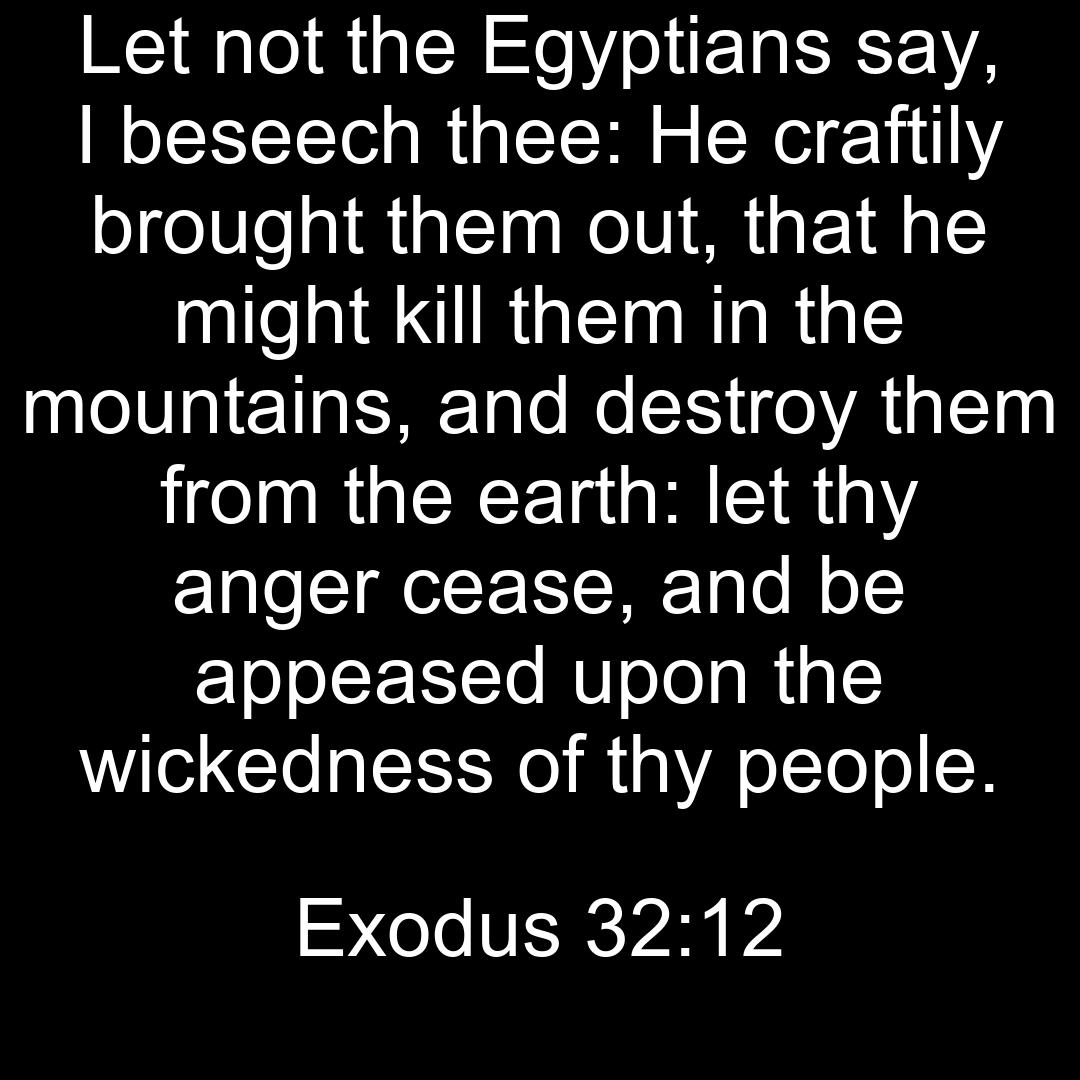 Let not the Egyptians say,
I beseech thee: He craftily
brought them out, that he
might kill them in the
mountains, and destroy them
from the earth: let thy
anger cease, and be
appeased upon the
wickedness of thy people.
Exodus 32:12